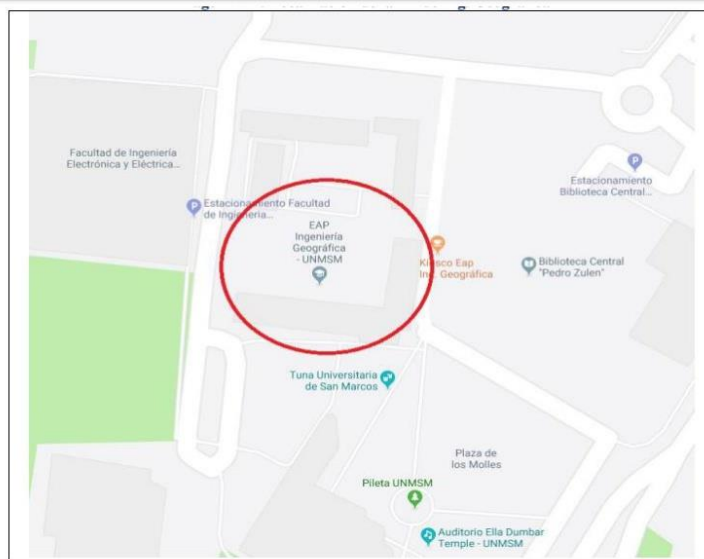 Facultad de Ingeniería
Electrónica y Eléctrica...
Estacionamiento Facultad
de Ingeniería...
EAP
Ingeniería
Geográfica
- UNMSM
Kiosco Eap
Ing. Geográfica
Estacionamiento
Biblioteca Central...
Biblioteca Central
"Pedro Zulen"
Tuna Universitaria
de San Marcos
Plaza de
los Molles
Pileta UNMSM
Auditorio Ella Dumbar
Temple - UNMSM